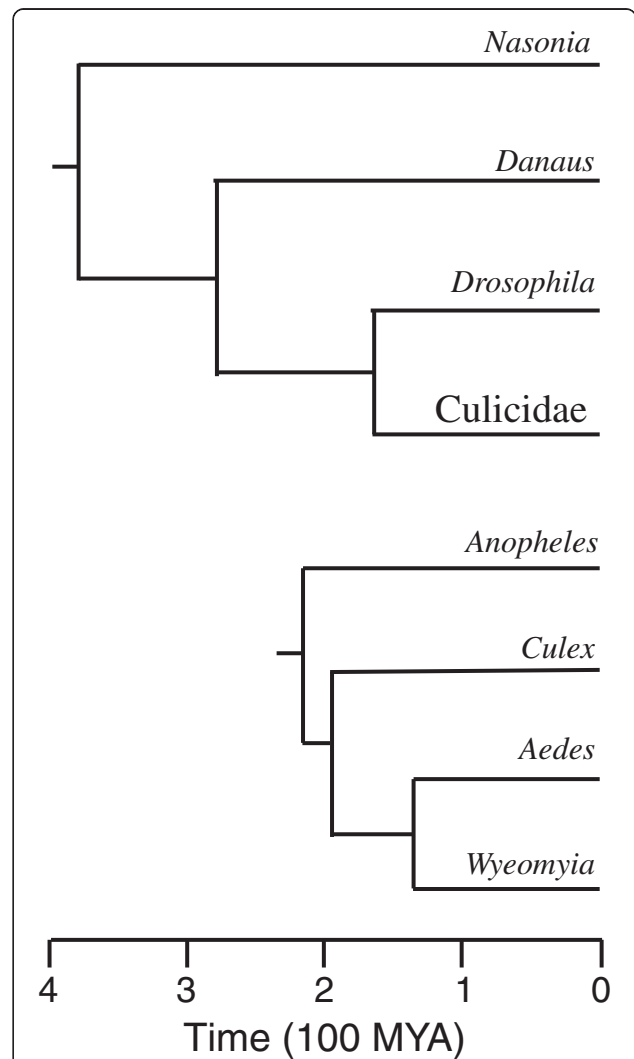 Nasonia
Danaus
Drosophila
Culicidae
Anopheles
Culex
Aedes
Wyeomyia
4 3 2 1 0
Time (100 MYA)